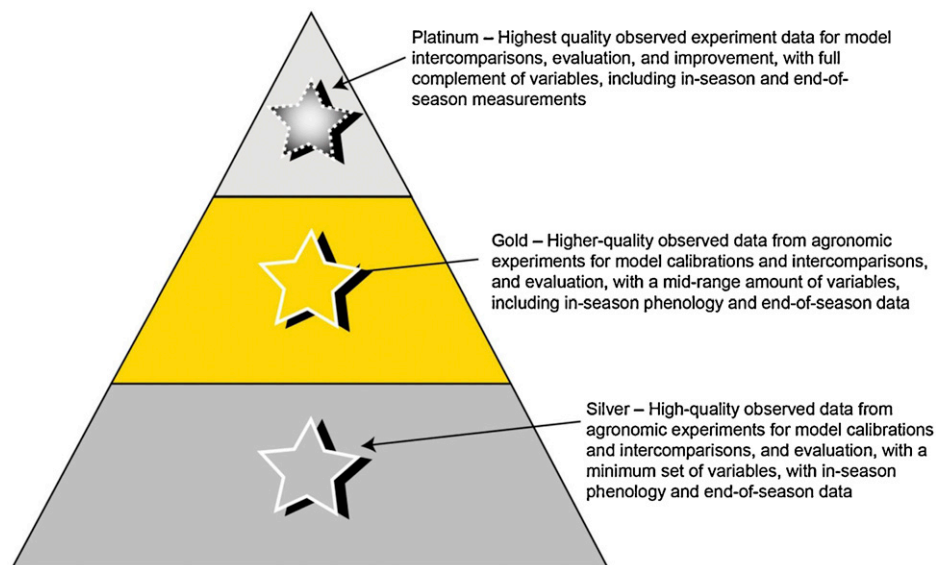 Platinum – Highest quality observed experiment data for model
intercomparisons, evaluation, and improvement, with full
complement of variables, including in-season and end-of-
season measurements
Gold – Higher-quality observed data from agronomic
experiments for model calibrations and intercomparisons,
and evaluation, with a mid-range amount of variables,
including in-season phenology and end-of-season data
Silver – High-quality observed data from
agronomic experiments for model calibrations
and intercomparisons, and evaluation, with a
minimum set of variables, with in-season
phenology and end-of-season data